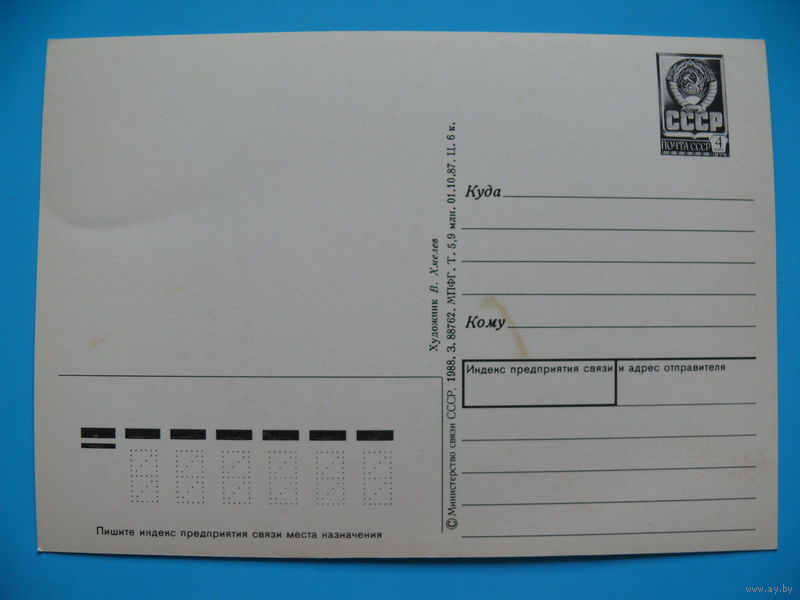 СССР
ПОЧТА СССР 4
Куда
Кому
Индекс предприятия связи и адрес отправителя
Художник В. Хмелев
© Министерство связи СССР, 1988. З. 88762. МПФГ. Т. 5,9 млн. 01.10.87. Ц. 6 к.
Пишите индекс предприятия связи места назначения
www.ay.by